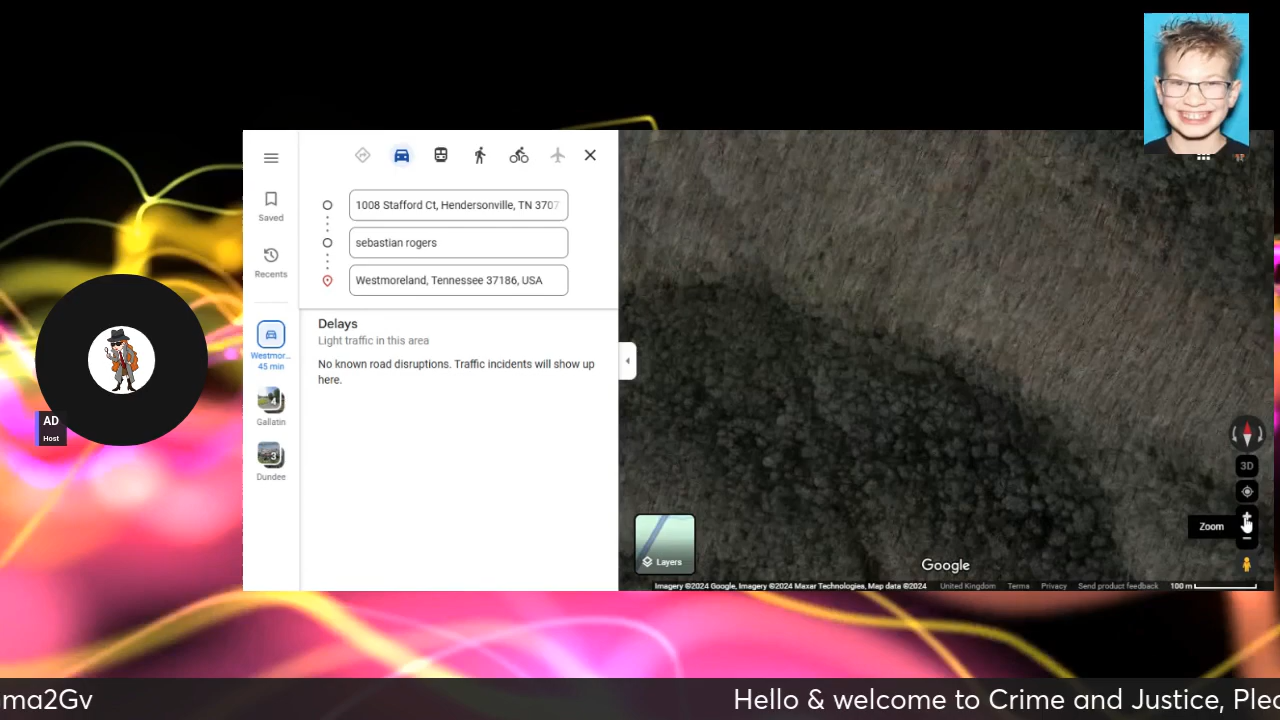 Saved
Recents
Westmor...
45 min
4
Gallatin
3
Dundee
1008 Stafford Ct, Hendersonville, TN 3707
sebastian rogers
Westmoreland, Tennessee 37186, USA
Delays
Light traffic in this area
No known road disruptions. Traffic incidents will show up
here.
AD
Host
3D
Zoom
Layers
Google
Imagery ©2024 Google, Imagery ©2024 Maxar Technologies, Map data ©2024 United Kingdom Terms Privacy Send product feedback 100 m
ma2Gv
Hello & welcome to Crime and Justice, Plea